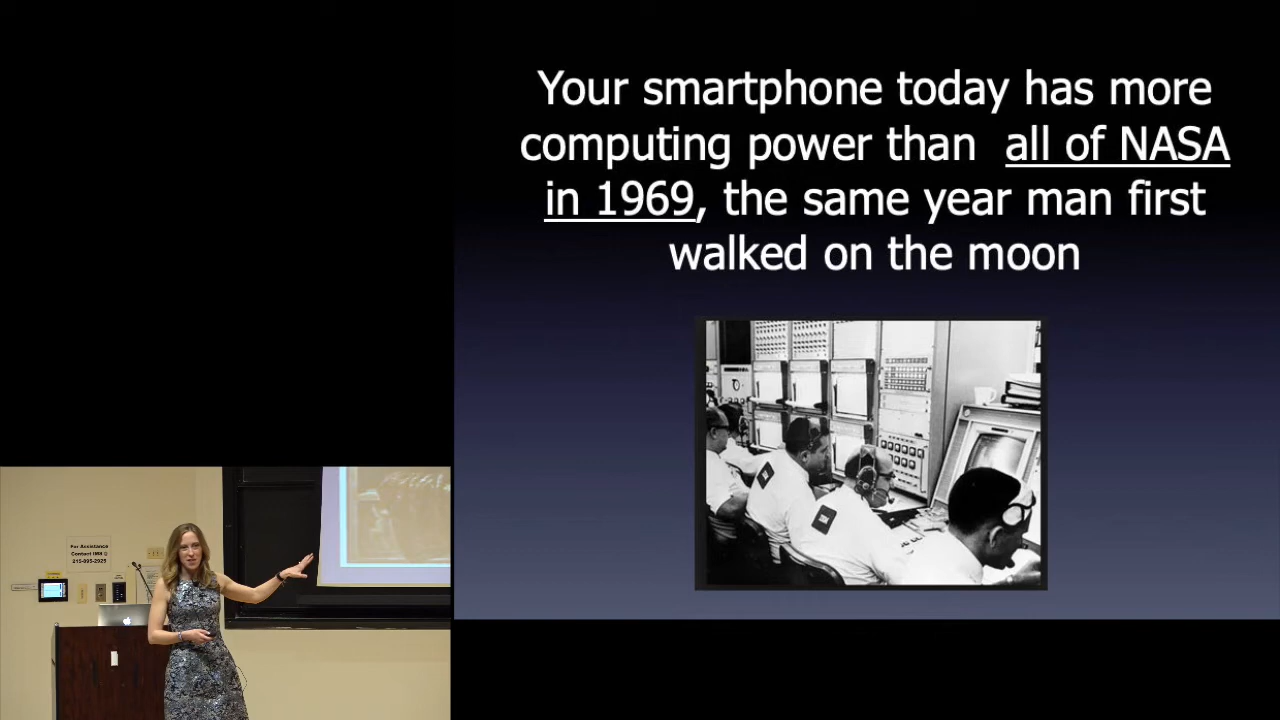 Your smartphone today has more
computing power than all of NASA
in 1969, the same year man first
walked on the moon
For Assistance
Contact IMS @
215-895-2925